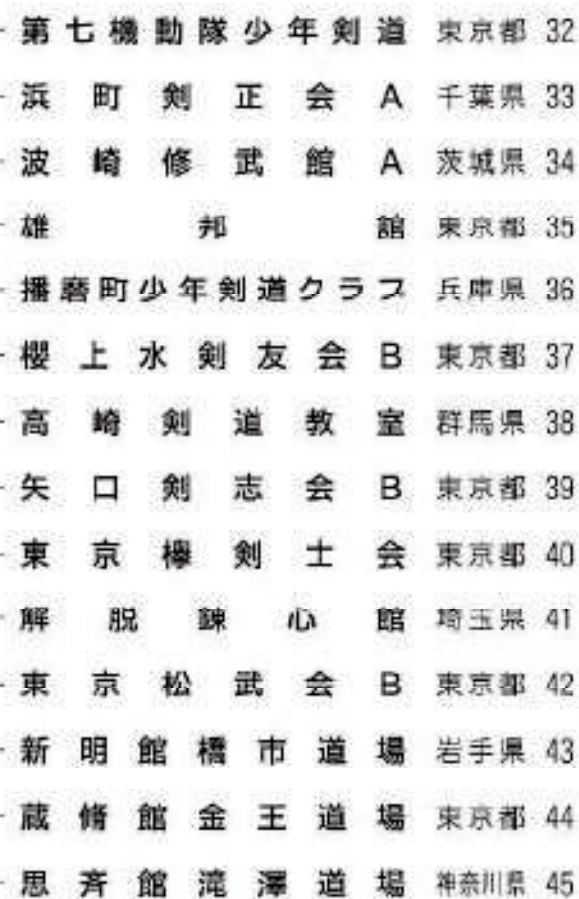 第七機動隊少年剣道 東京都 32
浜町剣正会A 千葉県 33
波崎修武館A 茨城県 34
雄邦館 東京都 35
播磨町少年剣道クラブ 兵庫県 36
櫻上水剣友会B 東京都 37
高崎剣道教室 群馬県 38
矢口剣志会B 東京都 39
東京欅剣士会 東京都 40
解脱錬心館 埼玉県 41
東京松武会B 東京都 42
新明館橋市道場 岩手県 43
蔵脩館金王道場 東京都 44
思斉館滝澤道場 神奈川県 45